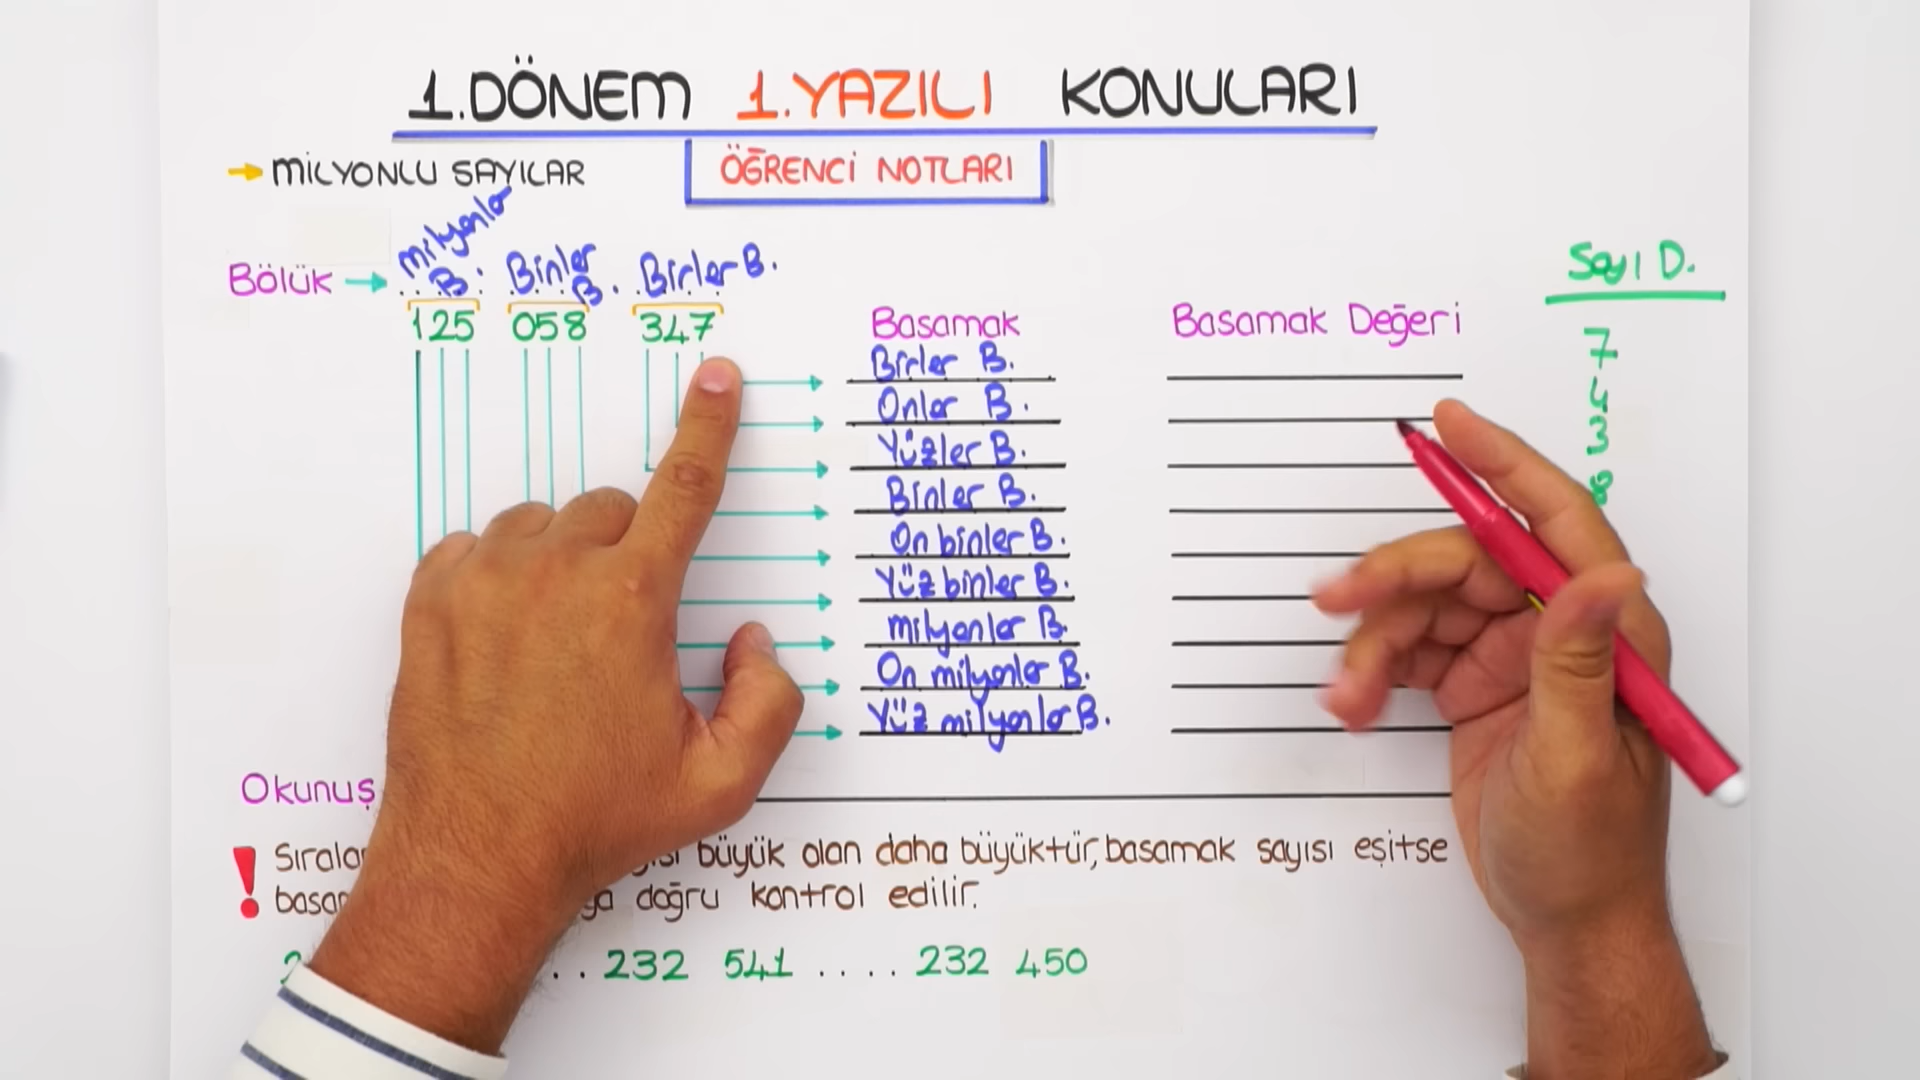 1.DÖNEM 1.YAZILI KONULARI
→ MİLYONLU SAYILAR
ÖĞRENCİ NOTLARI
Bölük → Milyonlar B. Binler B. Birler B.
125 058 347
Basamak
Basamak Değeri
Sayı D.
Birler B.
Onlar B.
Yüzler B.
Binler B.
On binler B.
Yüz binler B.
milyonlar B.
On milyonlar B.
Yüz milyonlar B.
7
4
3
8
Okunuş
büyük olan daha büyüktür, basamak sayısı eşitse
doğru kontrol edilir.
.. 232 541 .... 232 450